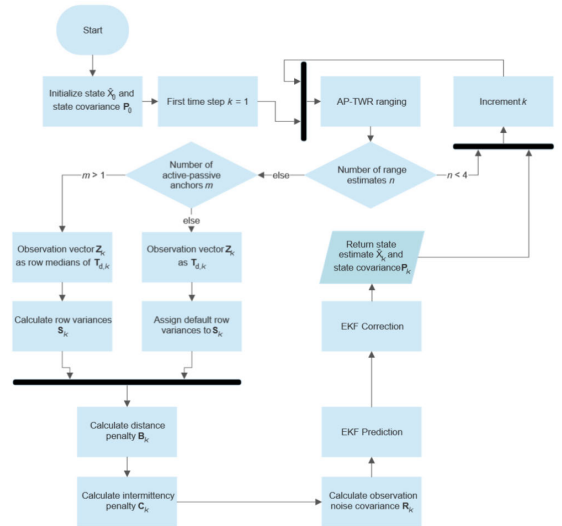 Start
Initialize state X̂₀ and
state covariance P₀
First time step k = 1
AP-TWR ranging
Increment k
Number of
active-passive
anchors m
Number of range
estimates n
m > 1
else
n < 4
else
Observation vector Zₖ
as row medians of T_d,k
Observation vector Zₖ
as T_d,k
Return state
estimate X̂ₖ and
state covariance Pₖ
Calculate row variances
Sₖ
Assign default row
variances to Sₖ
EKF Correction
Calculate distance
penalty Bₖ
EKF Prediction
Calculate intermittency
penalty Cₖ
Calculate observation
noise covariance Rₖ